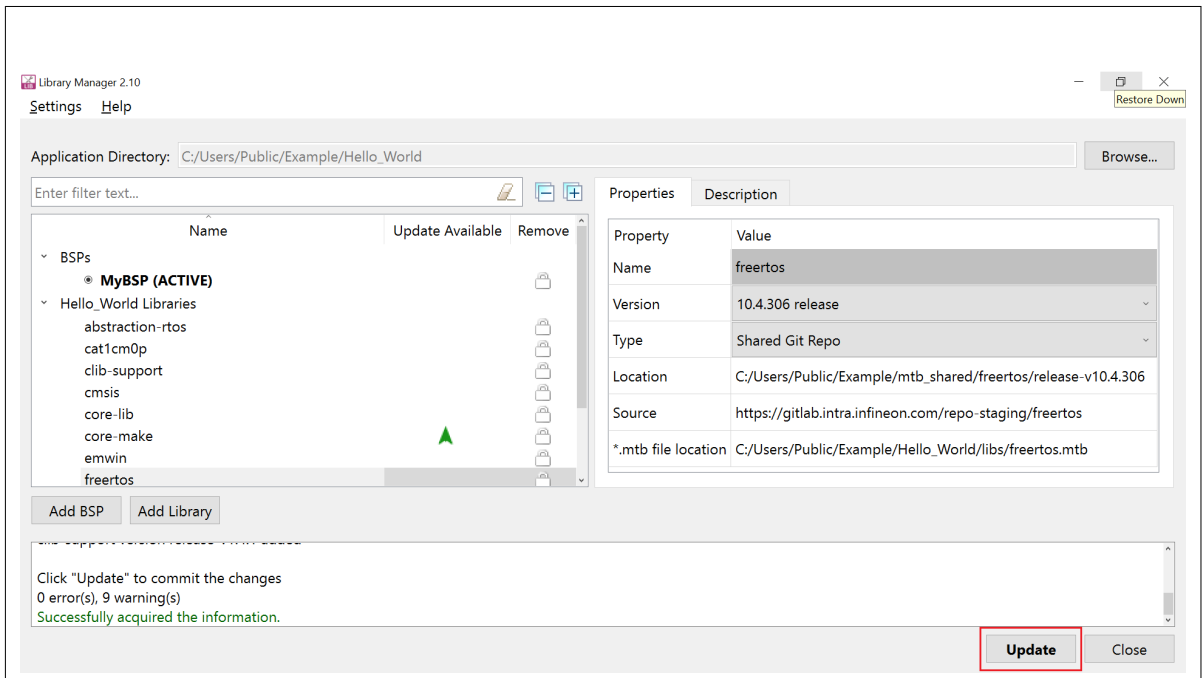 Library Manager 2.10
Restore Down
Settings Help
Application Directory: C:/Users/Public/Example/Hello_World Browse...
Enter filter text...
Properties Description
Name Update Available Remove
Property Value
BSPs
Name freertos
MyBSP (ACTIVE)
Version 10.4.306 release
Hello_World Libraries
abstraction-rtos
Type Shared Git Repo
cat1cm0p
clib-support
Location C:/Users/Public/Example/mtb_shared/freertos/release-v10.4.306
cmsis
core-lib
Source https://gitlab.intra.infineon.com/repo-staging/freertos
core-make
*.mtb file location C:/Users/Public/Example/Hello_World/libs/freertos.mtb
emwin
freertos
Add BSP Add Library
Click "Update" to commit the changes
0 error(s), 9 warning(s)
Successfully acquired the information.
Update Close